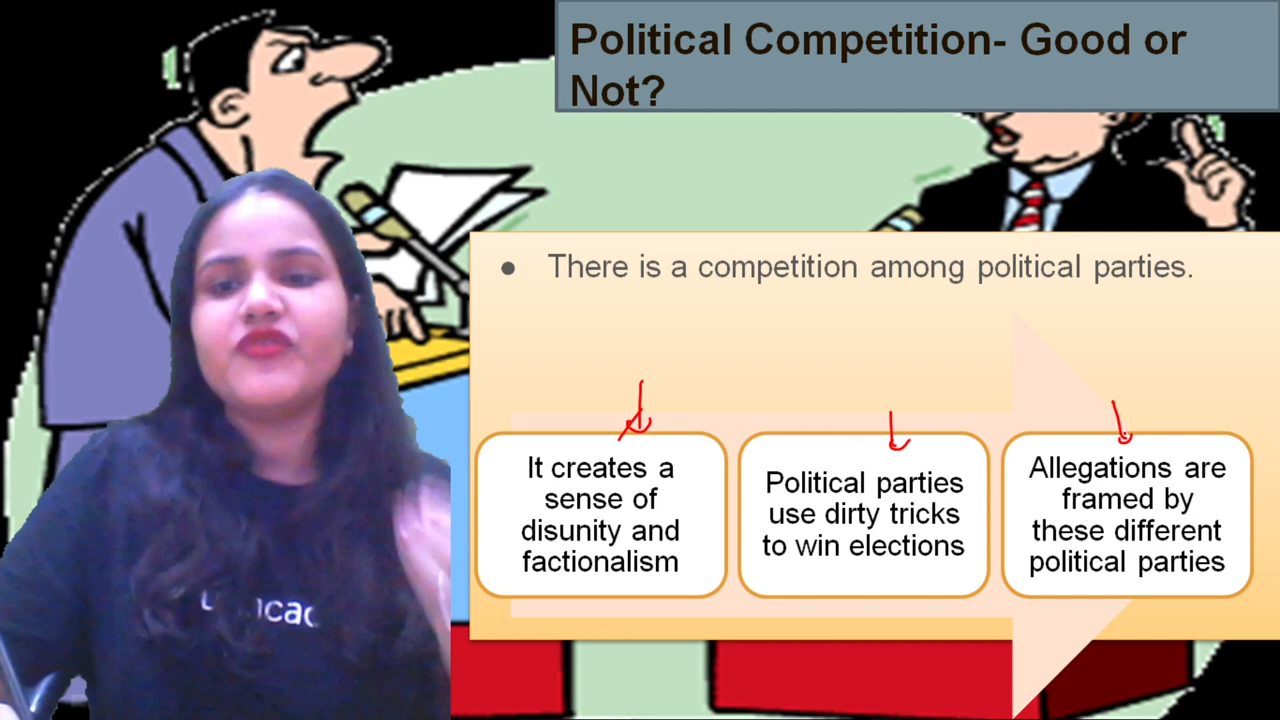 Political Competition- Good or
Not?
● There is a competition among political parties.
It creates a
sense of
disunity and
factionalism
Political parties
use dirty tricks
to win elections
Allegations are
framed by
these different
political parties